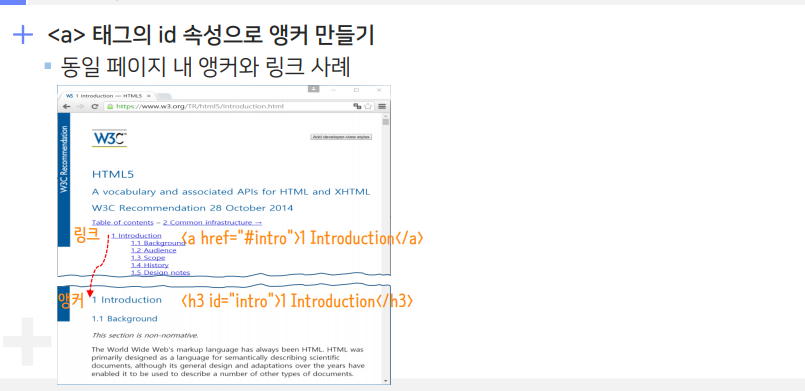 <a> 태그의 id 속성으로 앵커 만들기
동일 페이지 내 앵커와 링크 사례
W3 1 Introduction — HTML5
https://www.w3.org/TR/html5/introduction.html
W3C Recommendation
W3C
Add developer-view styles
HTML5
A vocabulary and associated APIs for HTML and XHTML
W3C Recommendation 28 October 2014
Table of contents – 2 Common infrastructure →
링크
1 Introduction
<a href="#intro">1 Introduction</a>
1.1 Background
1.2 Audience
1.3 Scope
1.4 History
1.5 Design notes
앵커
1 Introduction
<h3 id="intro">1 Introduction</h3>
1.1 Background
This section is non-normative.
The World Wide Web's markup language has always been HTML. HTML was
primarily designed as a language for semantically describing scientific
documents, although its general design and adaptations over the years have
enabled it to be used to describe a number of other types of documents.